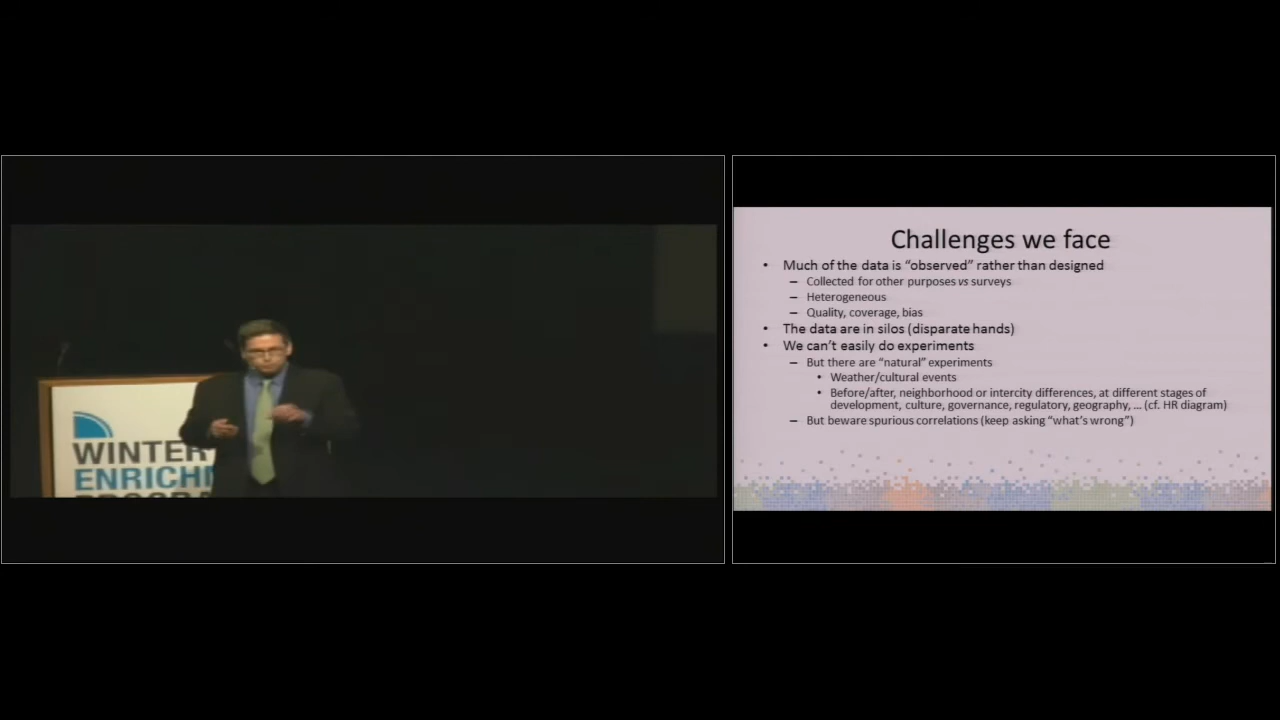 WINTER
ENRICHM
PROGRA
Challenges we face
• Much of the data is “observed” rather than designed
– Collected for other purposes vs surveys
– Heterogeneous
– Quality, coverage, bias
• The data are in silos (disparate hands)
• We can’t easily do experiments
– But there are “natural” experiments
• Weather/cultural events
• Before/after, neighborhood or intercity differences, at different stages of
development, culture, governance, regulatory, geography, ... (cf. HR diagram)
– But beware spurious correlations (keep asking “what’s wrong”)